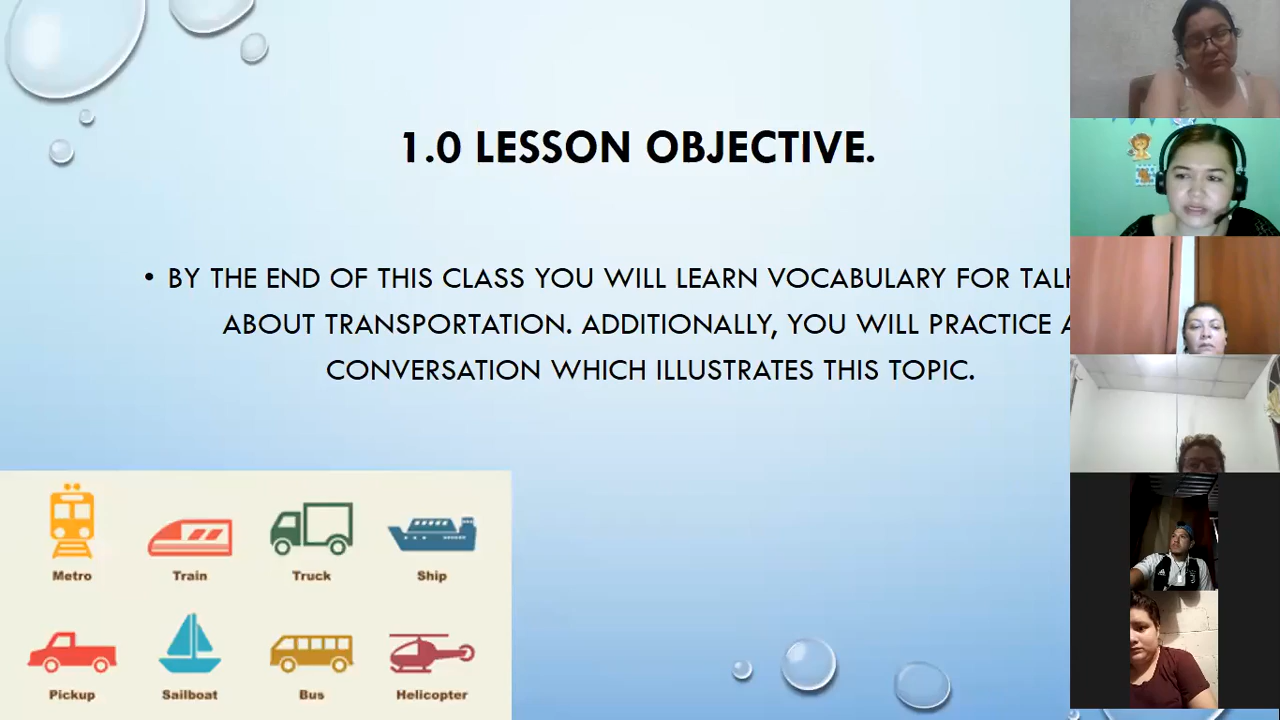 1.0 LESSON OBJECTIVE.
• BY THE END OF THIS CLASS YOU WILL LEARN VOCABULARY FOR
ABOUT TRANSPORTATION. ADDITIONALLY, YOU WILL PRACTICE A
CONVERSATION WHICH ILLUSTRATES THIS TOPIC.
Metro Train Truck Ship
Pickup Sailboat Bus Helicopter